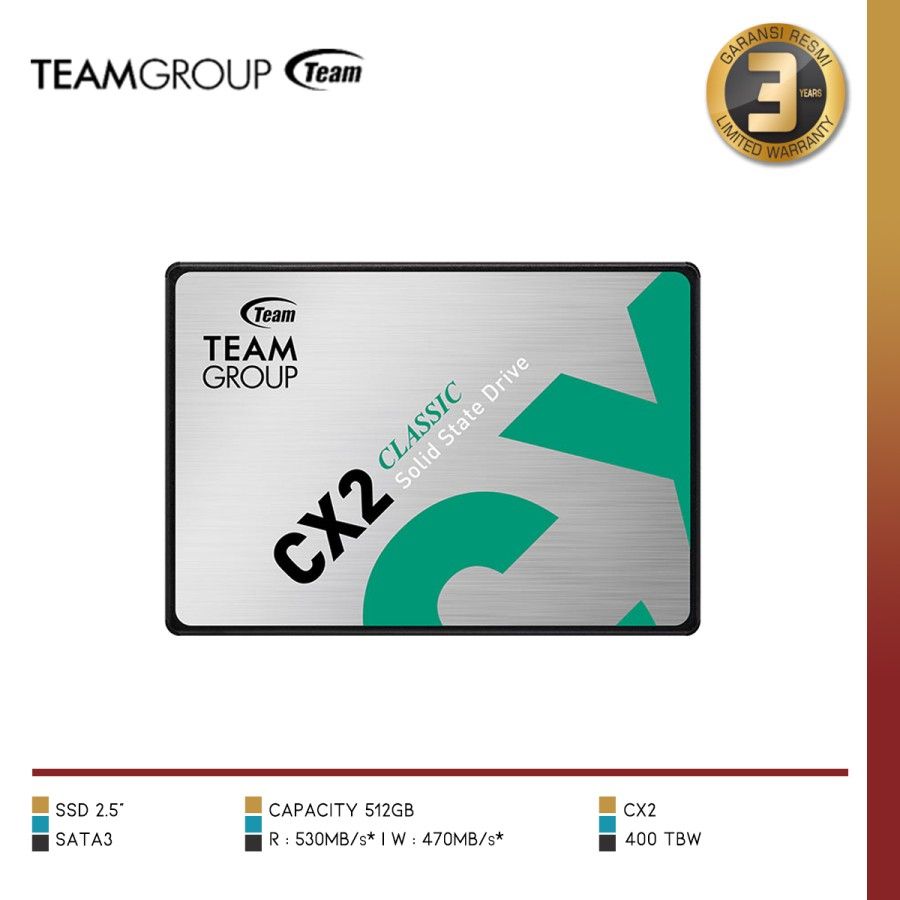 TEAMGROUP Team
GARANSI RESMI
3 YEARS
LIMITED WARRANTY
Team
TEAM
GROUP
CX2 CLASSIC
Solid State Drive
SSD 2.5"
SATA3
CAPACITY 512GB
R : 530MB/s* | W : 470MB/s*
CX2
400 TBW